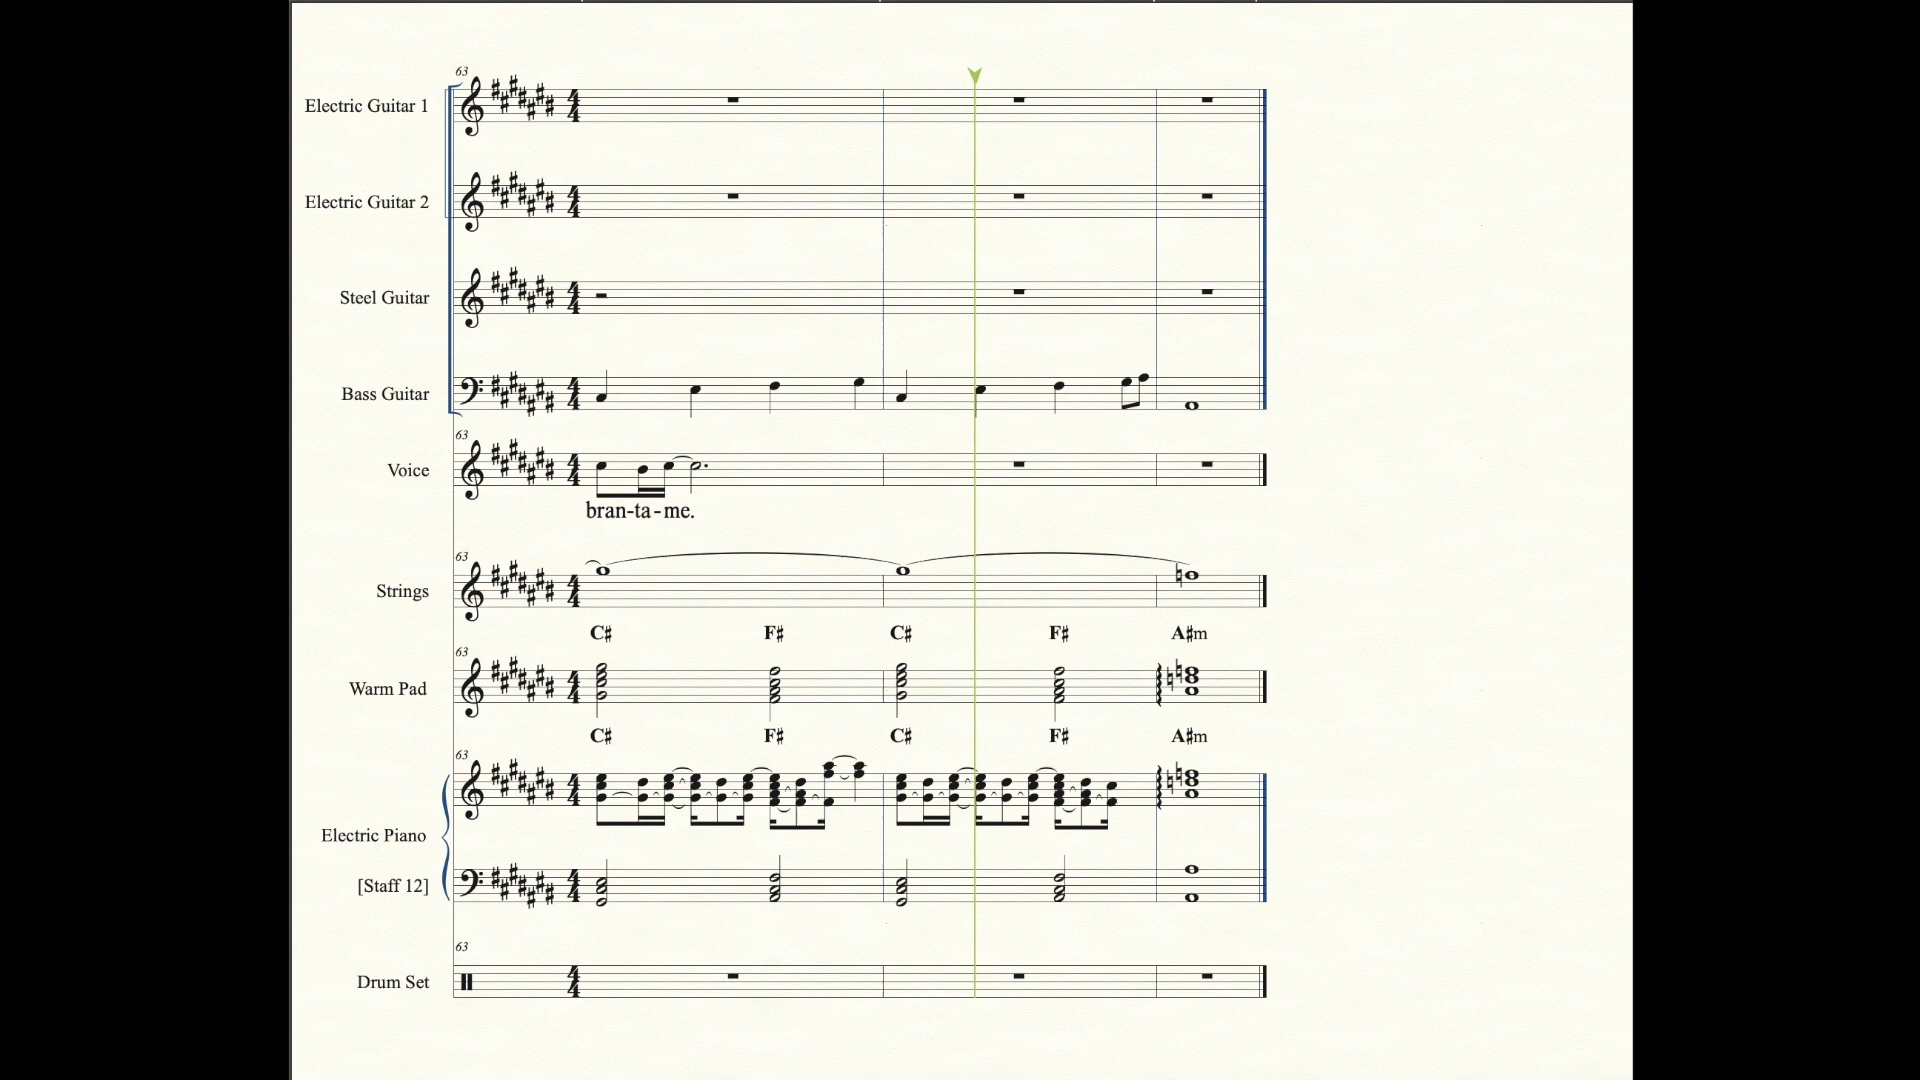 63
Electric Guitar 1
Electric Guitar 2
Steel Guitar
Bass Guitar
63
Voice
bran-ta-me.
63
Strings
C♯ F♯ C♯ F♯ A♯m
63
Warm Pad
C♯ F♯ C♯ F♯ A♯m
63
Electric Piano
[Staff 12]
63
Drum Set